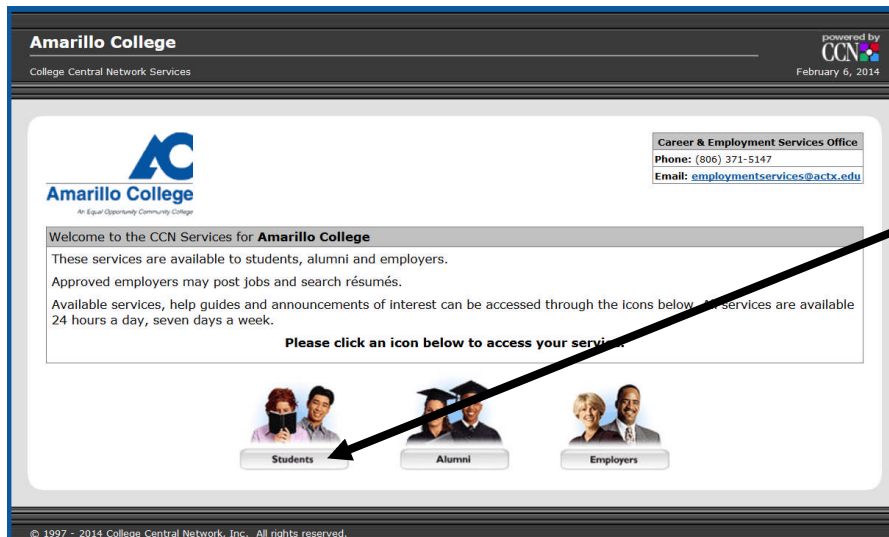 Amarillo College
powered by
CCN
College Central Network Services
February 6, 2014
AC
Amarillo College
An Equal Opportunity Community College
Career & Employment Services Office
Phone: (806) 371-5147
Email: employmentservices@actx.edu
Welcome to the CCN Services for Amarillo College
These services are available to students, alumni and employers.
Approved employers may post jobs and search résumés.
Available services, help guides and announcements of interest can be accessed through the icons below. services are available
24 hours a day, seven days a week.
Please click an icon below to access your service.
Students
Alumni
Employers
© 1997 - 2014 College Central Network, Inc. All rights reserved.